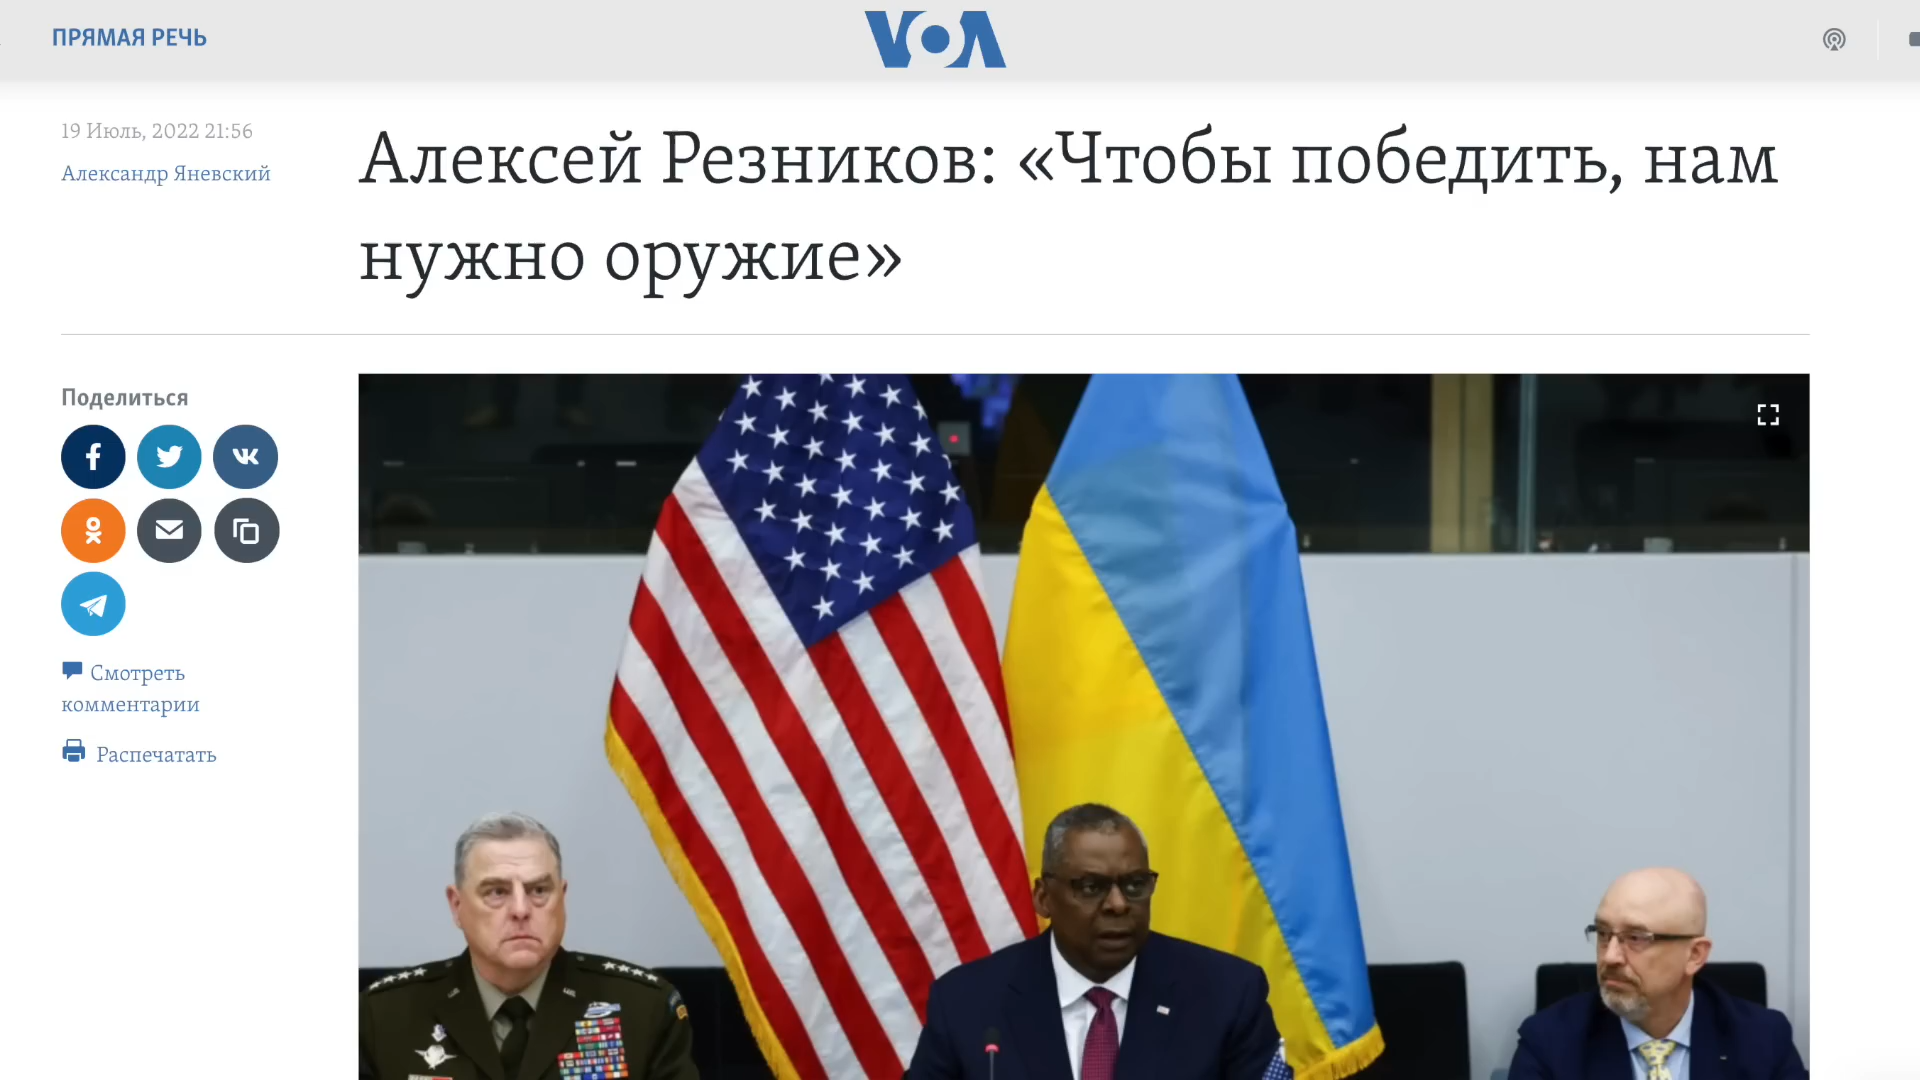 ПРЯМАЯ РЕЧЬ
VOA
19 Июль, 2022 21:56
Александр Яневский
Алексей Резников: «Чтобы победить, нам
нужно оружие»
Поделиться
Смотреть
комментарии
Распечатать